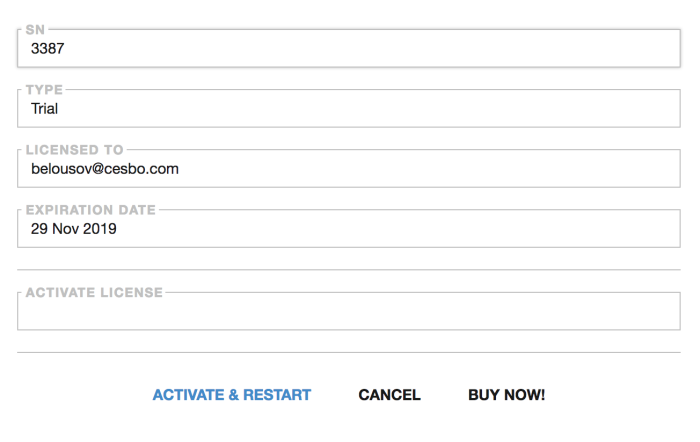 SN
3387
TYPE
Trial
LICENSED TO
belousov@cesbo.com
EXPIRATION DATE
29 Nov 2019
ACTIVATE LICENSE
ACTIVATE & RESTART CANCEL BUY NOW!